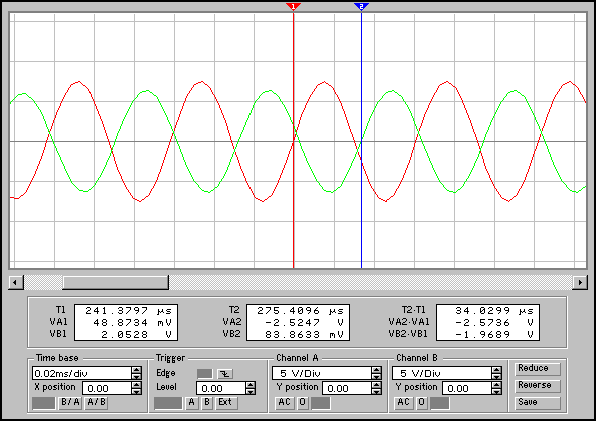 1 2
T1 241.3797 µs T2 275.4096 µs T2-T1 34.0299 µs
VA1 48.8734 mV VA2 -2.5247 V VA2-VA1 -2.5736 V
VB1 2.0528 V VB2 83.8633 mV VB2-VB1 -1.9689 V
Time base Trigger Channel A Channel B Reduce
0.02ms/div Edge 5 V/Div 5 V/Div
X position 0.00 Level 0.00 Y position 0.00 Y position 0.00 Reverse
B/A A/B A B Ext AC 0 AC 0 Save